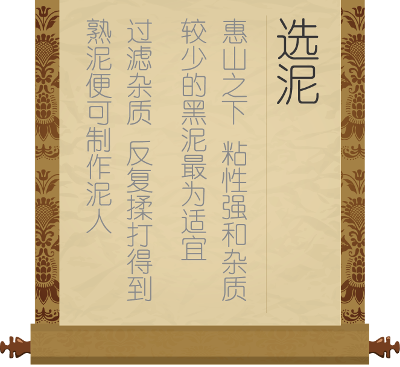 选泥
惠山之下 粘性强和杂质
较少的黑泥最为适宜
过滤杂质 反复揉打得到
熟泥便可制作泥人